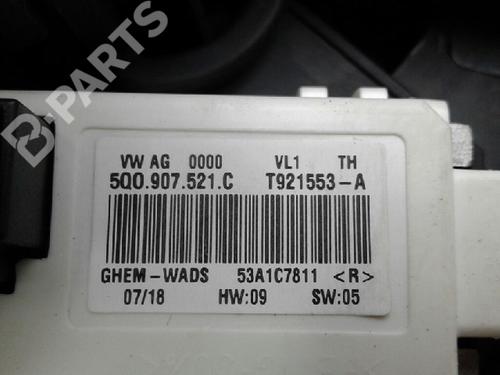 B-PARTS
VW AG 0000 VL1 TH
5Q0.907.521.C T921553-A
GHEM-WADS 53A1C7811 <R>
07/18 HW:09 SW:05